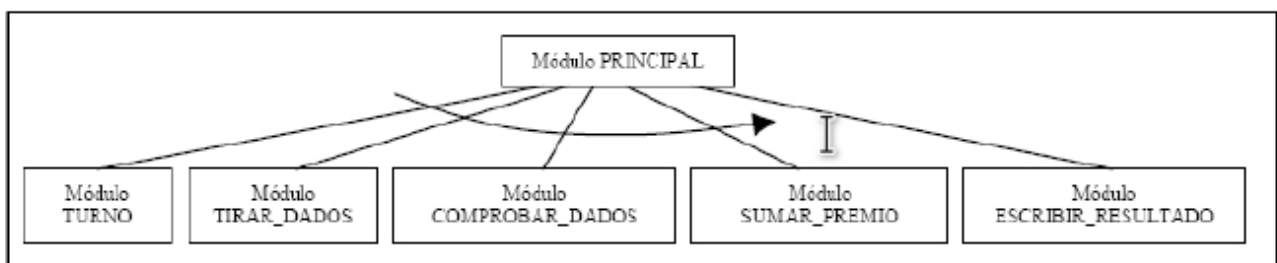 Módulo PRINCIPAL
Módulo
TURNO
Módulo
TIRAR_DADOS
Módulo
COMPROBAR_DADOS
Módulo
SUMAR_PREMIO
Módulo
ESCRIBIR_RESULTADO